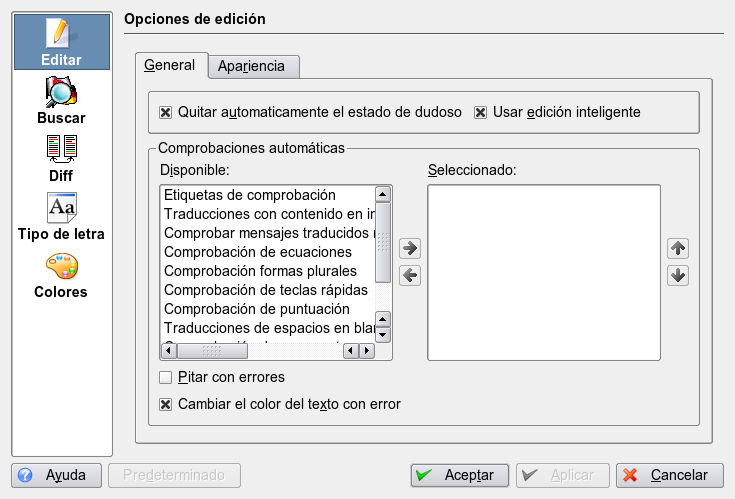 Opciones de edición
Editar
Buscar
Diff
Tipo de letra
Colores
General
Apariencia
Quitar automaticamente el estado de dudoso
Usar edición inteligente
Comprobaciones automáticas
Disponible:
Seleccionado:
Etiquetas de comprobación
Traducciones con contenido en
Comprobar mensajes traducidos
Comprobación de ecuaciones
Comprobación formas plurales
Comprobación de teclas rápidas
Comprobación de puntuación
Traducciones de espacios en
Pitar con errores
Cambiar el color del texto con error
Ayuda
Predeterminado
Aceptar
Aplicar
Cancelar